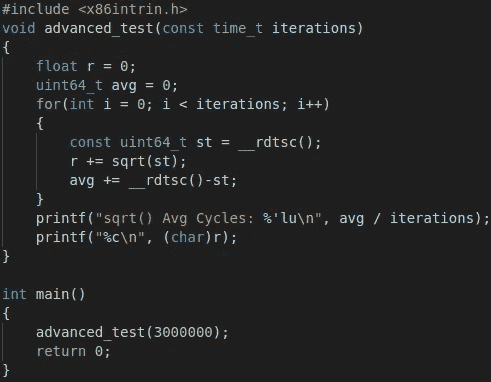 #include <x86intrin.h>
void advanced_test(const time_t iterations)
{
    float r = 0;
    uint64_t avg = 0;
    for(int i = 0; i < iterations; i++)
    {
        const uint64_t st = __rdtsc();
        r += sqrt(st);
        avg += __rdtsc()-st;
    }
    printf("sqrt() Avg Cycles: %'lu\n", avg / iterations);
    printf("%c\n", (char)r);
}

int main()
{
    advanced_test(3000000);
    return 0;
}